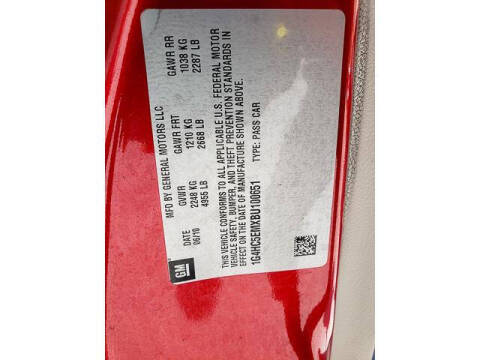 MFD BY GENERAL MOTORS LLC
DATE GVWR GAWR FRT GAWR RR
06/10 2248 KG 1210 KG 1038 KG
4955 LB 2668 LB 2287 LB
THIS VEHICLE CONFORMS TO ALL APPLICABLE U.S. FEDERAL MOTOR
VEHICLE SAFETY, BUMPER, AND THEFT PREVENTION STANDARDS IN
EFFECT ON THE DATE OF MANUFACTURE SHOWN ABOVE.
1G4HC5EMXBU100651 TYPE: PASS CAR
GM